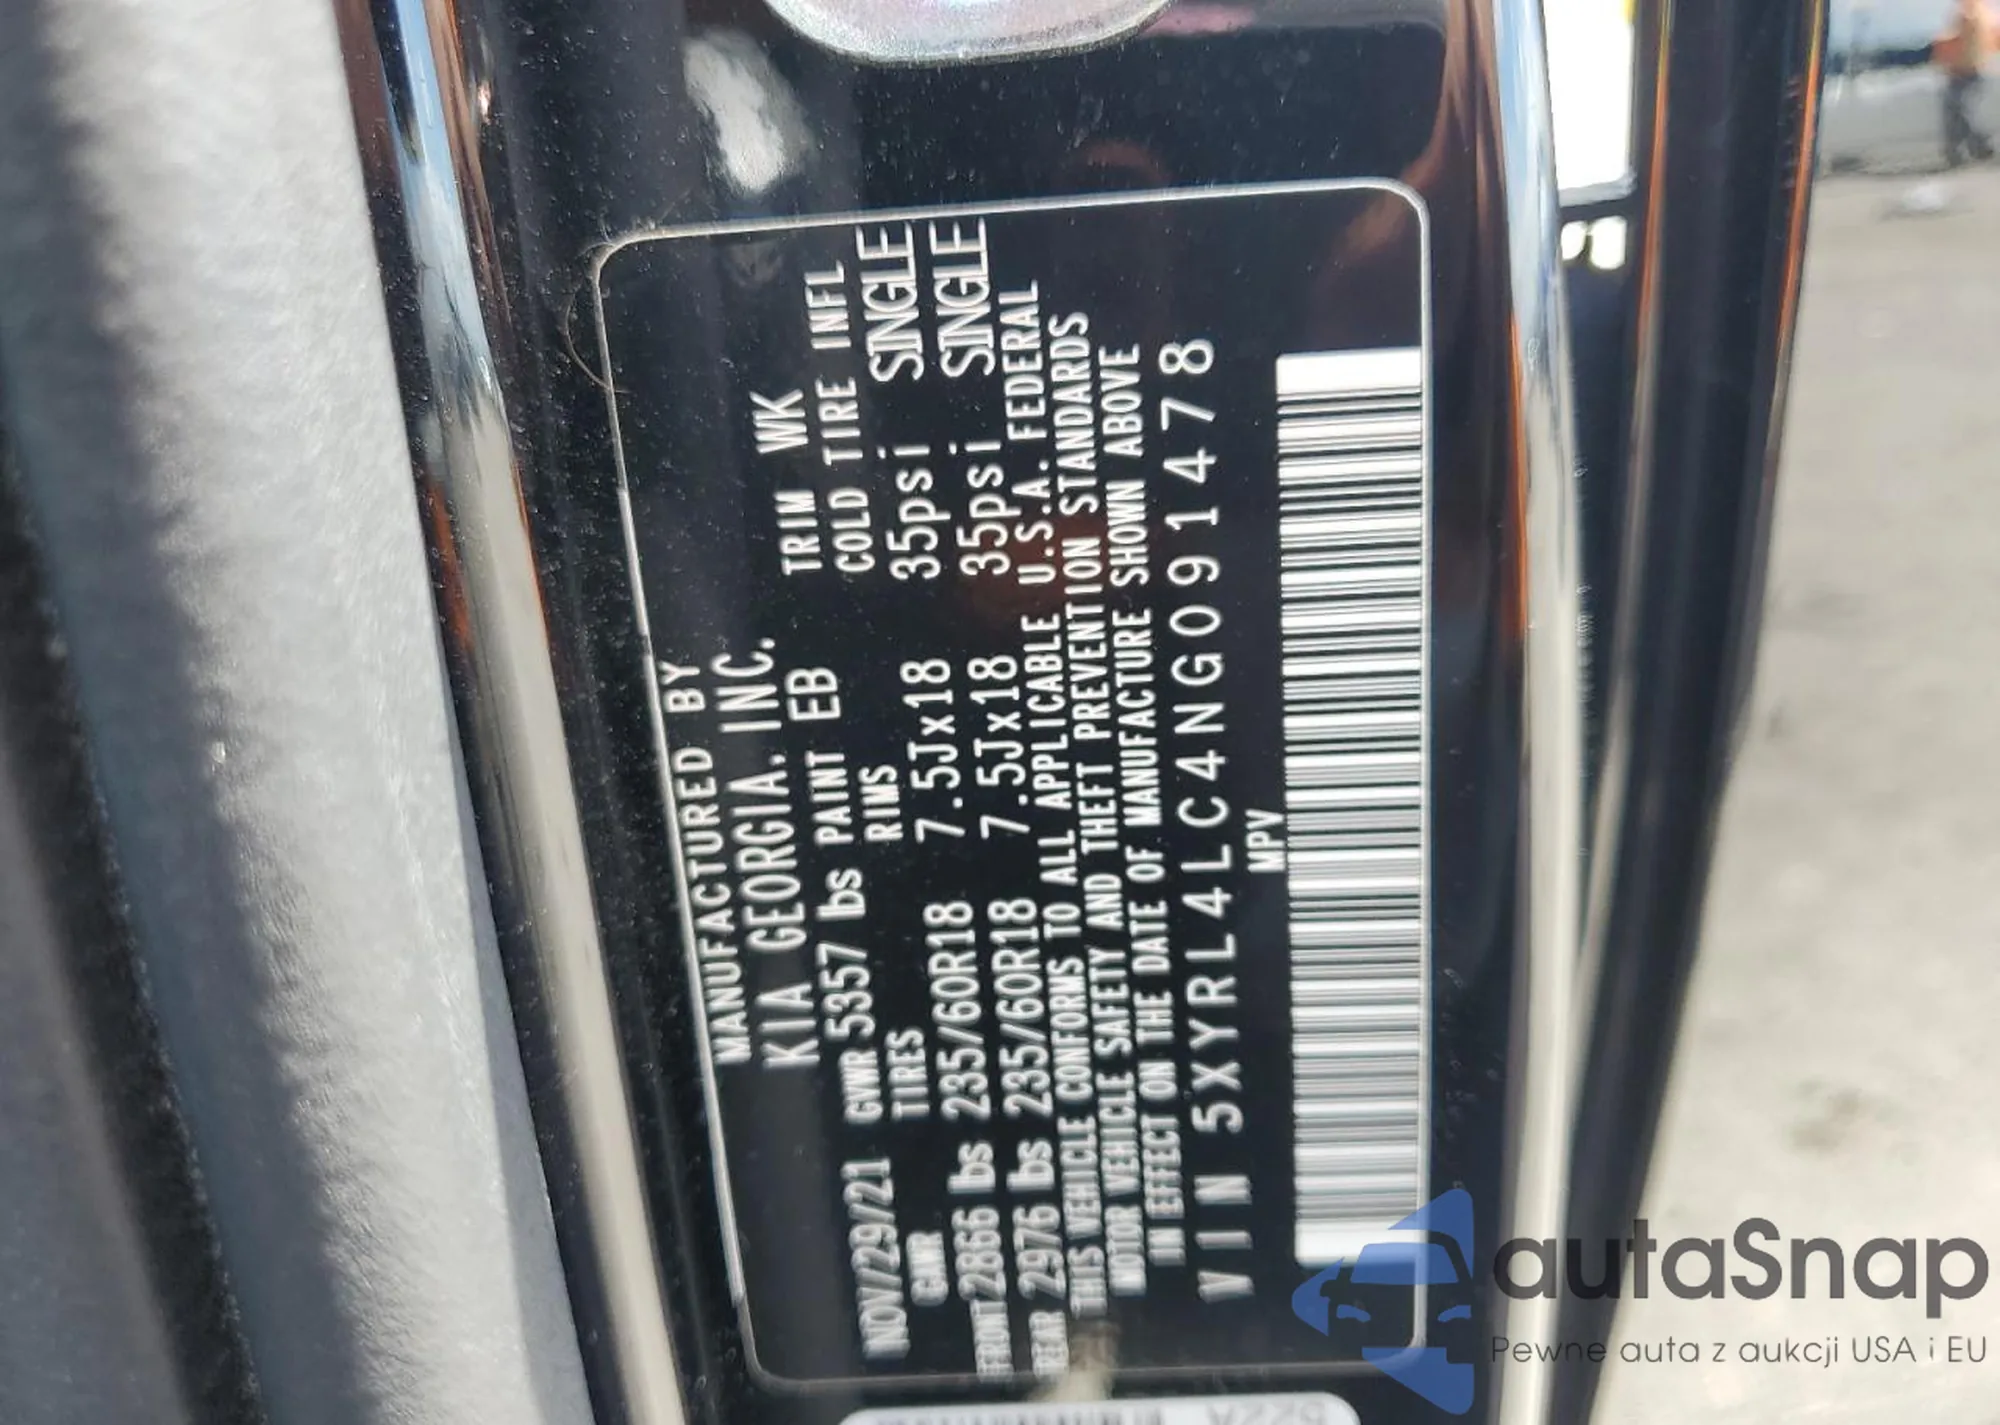 MANUFACTURED BY
KIA GEORGIA. INC.
NOV/29/21 GVWR 5357 lbs PAINT EB TRIM WK
GAWR TIRES RIMS COLD TIRE INFL
FRONT 2866 lbs 235/60R18 7.5Jx18 35psi SINGLE
REAR 2976 lbs 235/60R18 7.5Jx18 35psi SINGLE
THIS VEHICLE CONFORMS TO ALL APPLICABLE U.S.A. FEDERAL
MOTOR VEHICLE SAFETY AND THEFT PREVENTION STANDARDS
IN EFFECT ON THE DATE OF MANUFACTURE SHOWN ABOVE
VIN 5XYRL4LC4NG091478
MPV
autaSnap
Pewne auta z aukcji USA i EU